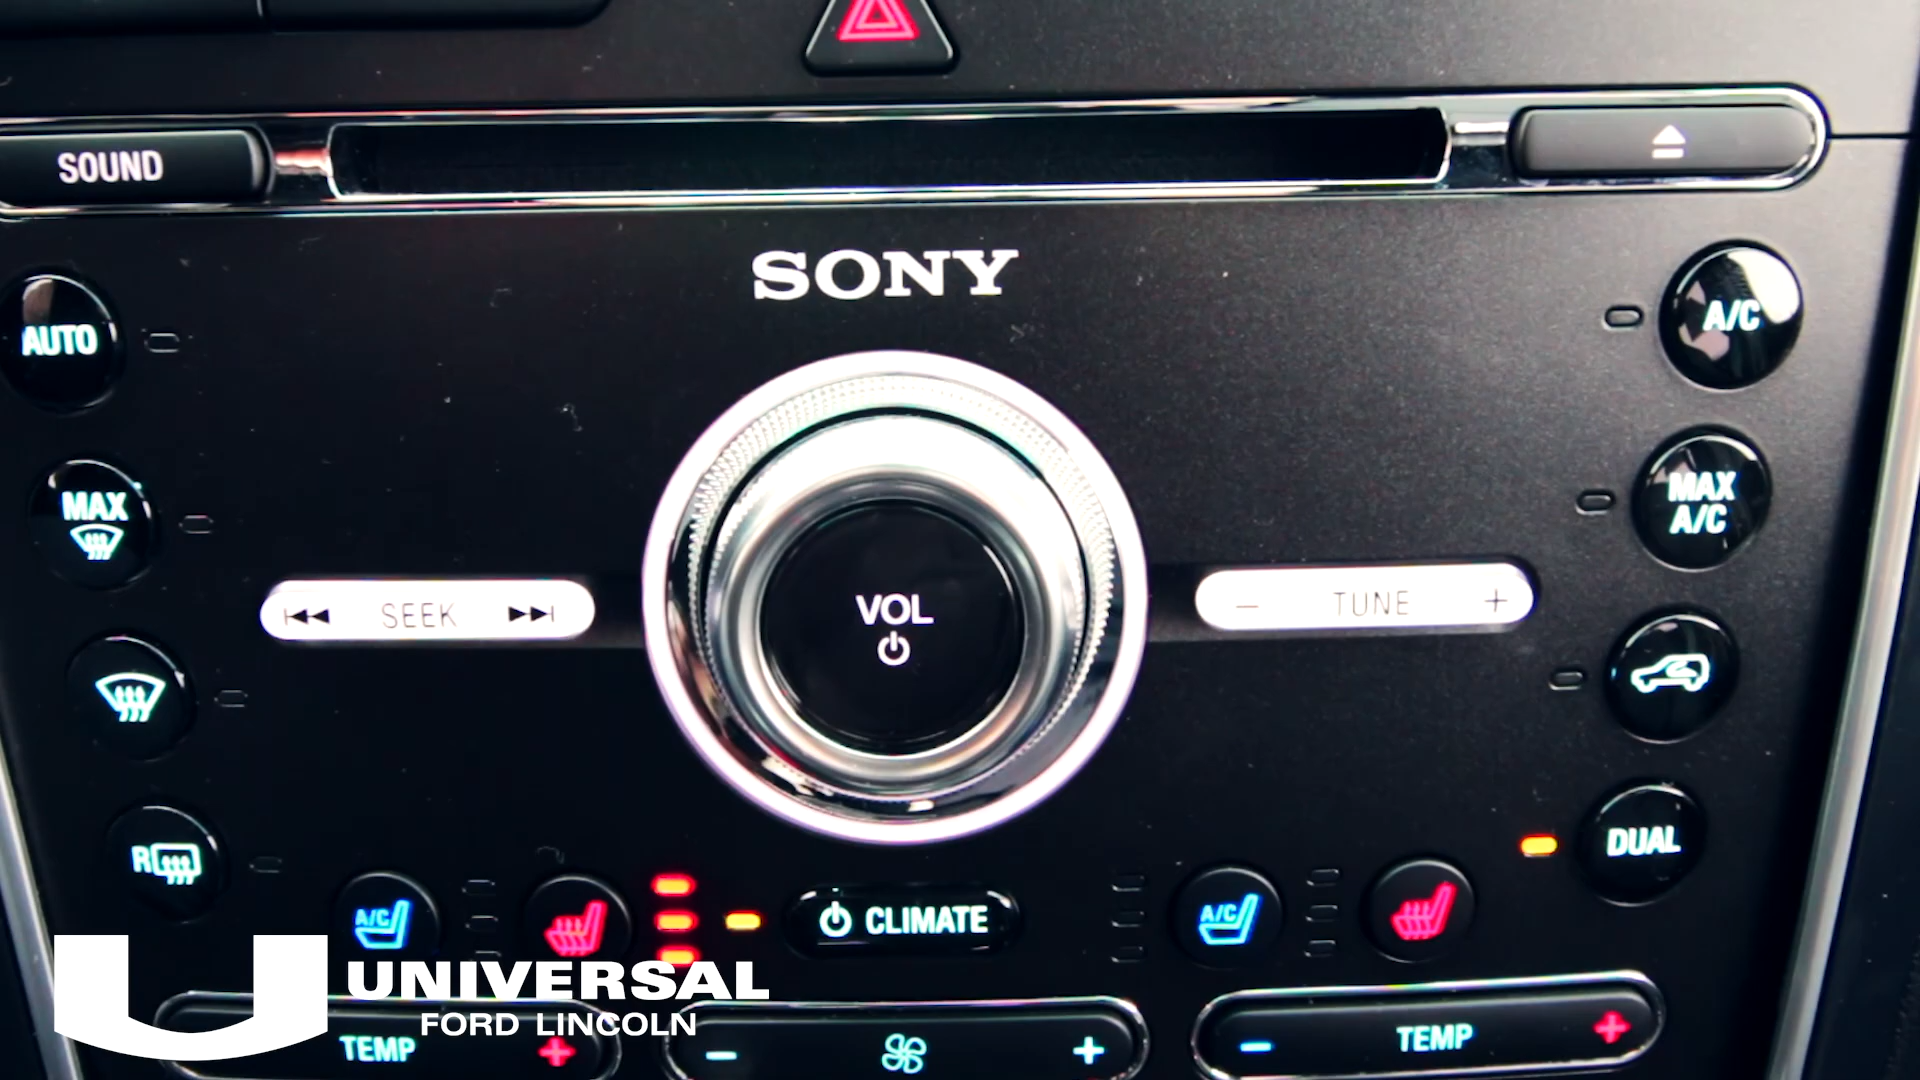 SOUND
SONY
AUTO
A/C
MAX
MAX
A/C
SEEK
VOL
TUNE
− +
R
DUAL
A/C
CLIMATE
A/C
UNIVERSAL
FORD LINCOLN
TEMP +
− +
− TEMP +